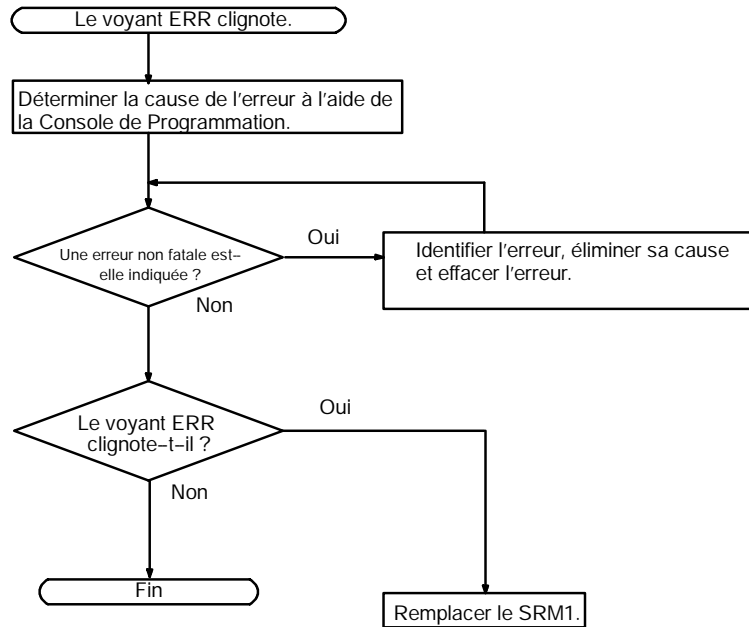 Le voyant ERR clignote.
Déterminer la cause de l'erreur à l'aide de
la Console de Programmation.
Une erreur non fatale est–
elle indiquée ?
Oui
Identifier l'erreur, éliminer sa cause
et effacer l'erreur.
Non
Le voyant ERR
clignote–t–il ?
Oui
Non
Fin
Remplacer le SRM1.